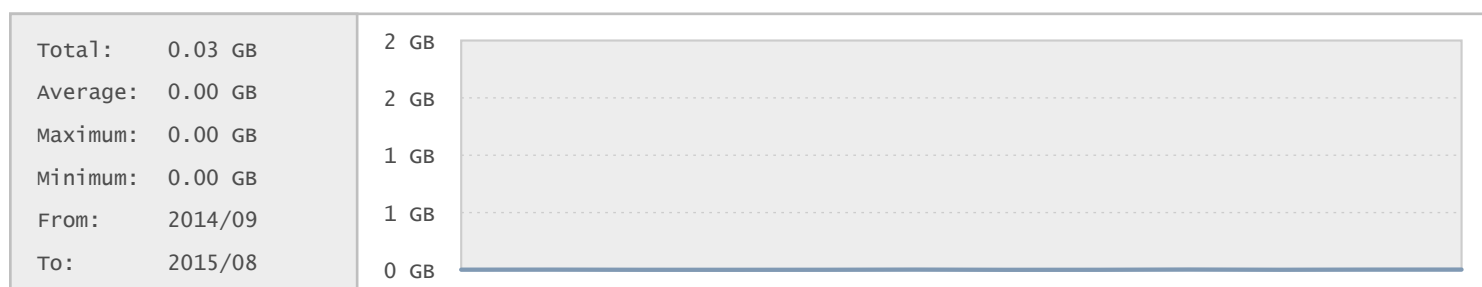 Total: 0.03 GB
Average: 0.00 GB
Maximum: 0.00 GB
Minimum: 0.00 GB
From: 2014/09
To: 2015/08
2 GB
2 GB
1 GB
1 GB
0 GB